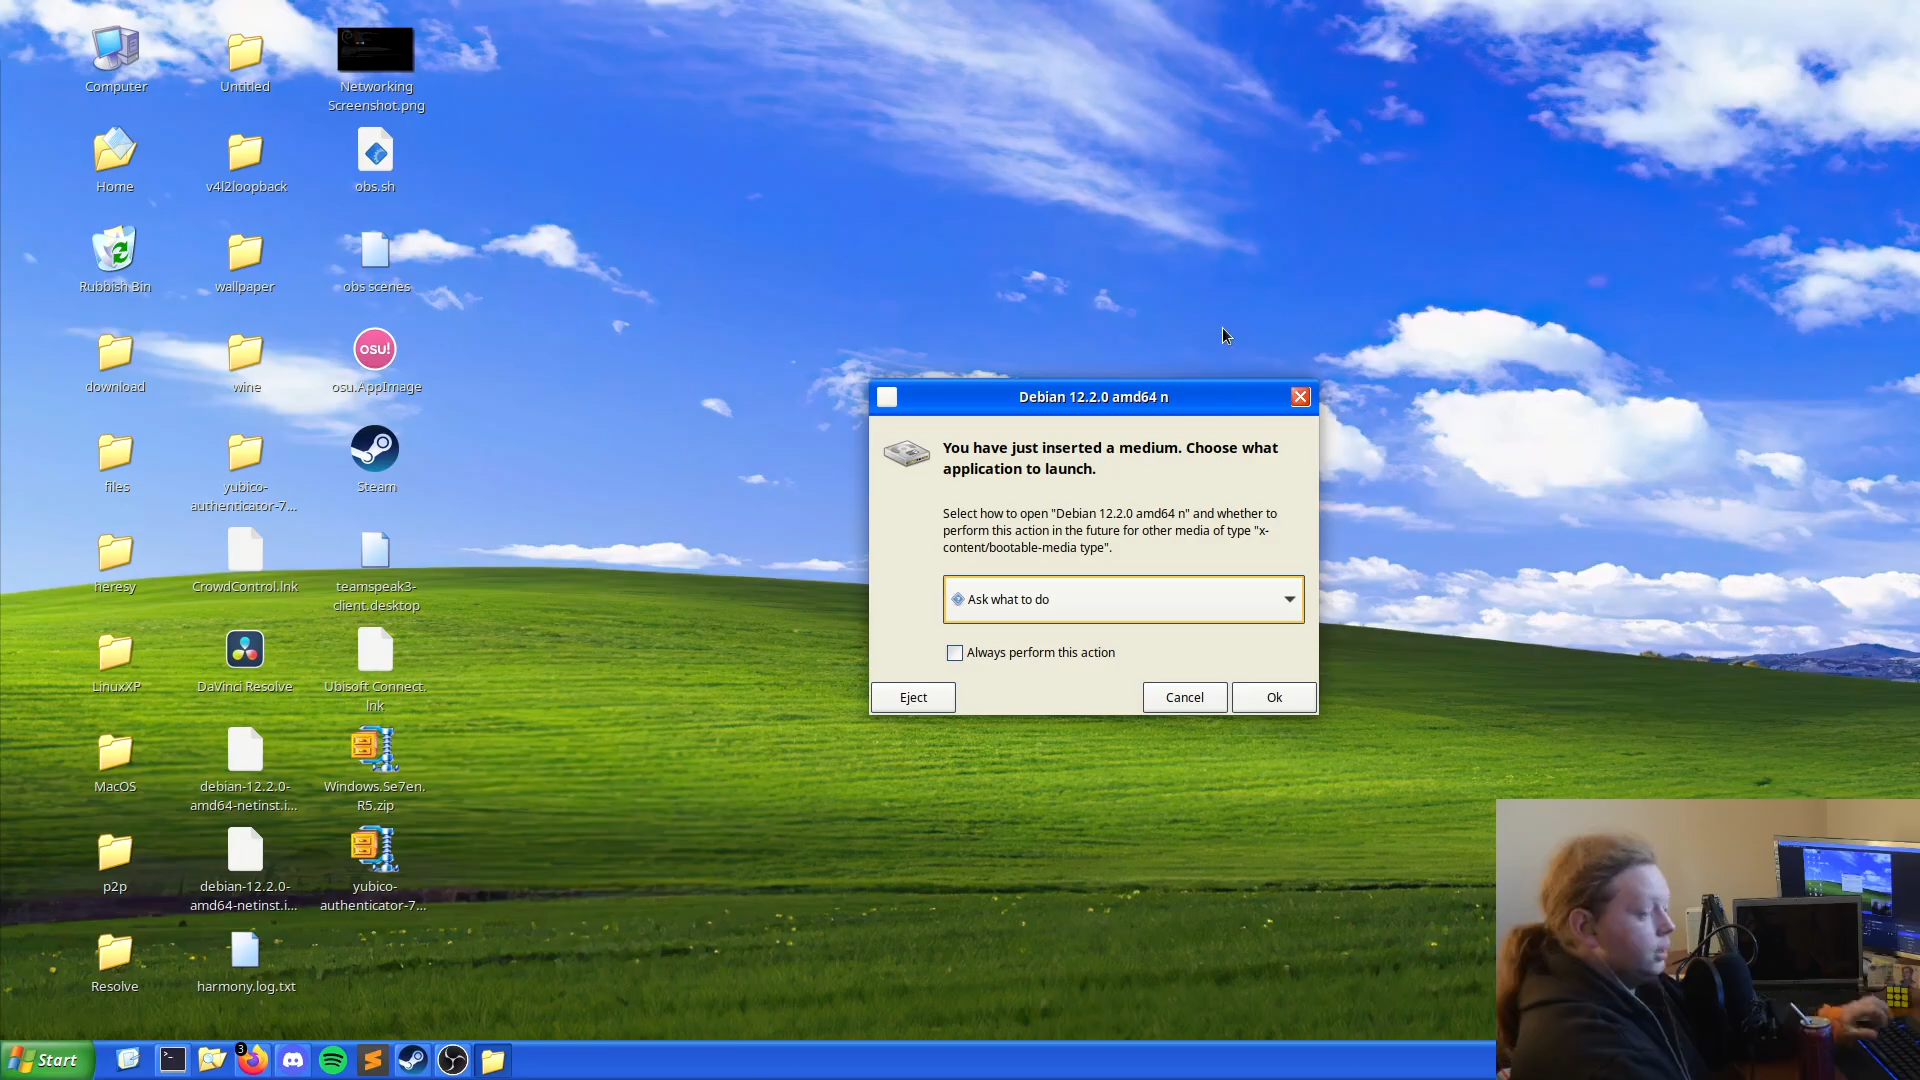 Computer
Untitled
Networking
Screenshot.png
Home
v4l2loopback
obs.sh
Rubbish Bin
wallpaper
obs scenes
download
wine
osu!
osu.AppImage
files
yubico-
authenticator-7...
Steam
heresy
CrowdControl.lnk
teamspeak3-
client.desktop
LinuxXP
DaVinci Resolve
Ubisoft Connect.
lnk
MacOS
debian-12.2.0-
amd64-netinst.i...
Windows.Se7en.
R5.zip
p2p
debian-12.2.0-
amd64-netinst.i...
yubico-
authenticator-7...
Resolve
harmony.log.txt
Debian 12.2.0 amd64 n
You have just inserted a medium. Choose what
application to launch.
Select how to open "Debian 12.2.0 amd64 n" and whether to
perform this action in the future for other media of type "x-
content/bootable-media type".
Ask what to do
Always perform this action
Eject
Cancel
Ok
Start
3